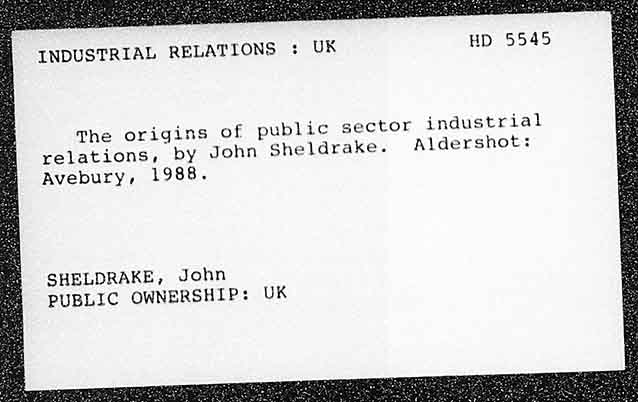 INDUSTRIAL RELATIONS : UK HD 5545
The origins of public sector industrial
relations, by John Sheldrake. Aldershot:
Avebury, 1988.
SHELDRAKE, John
PUBLIC OWNERSHIP: UK